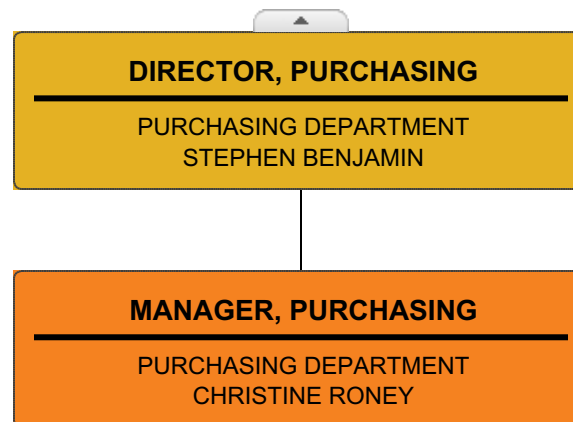 DIRECTOR, PURCHASING
PURCHASING DEPARTMENT
STEPHEN BENJAMIN
MANAGER, PURCHASING
PURCHASING DEPARTMENT
CHRISTINE RONEY